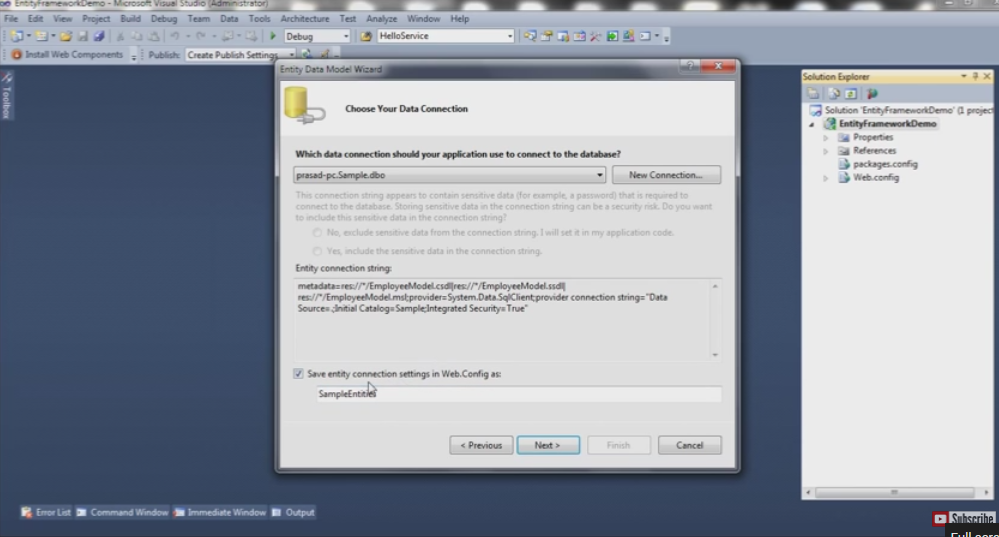 EntityFrameworkDemo - Microsoft Visual Studio (Administrator)
File Edit View Project Build Debug Team Data Tools Architecture Test Analyze Window Help
Debug HelloService
Install Web Components Publish: Create Publish Settings
Toolbox
Entity Data Model Wizard
Choose Your Data Connection
Which data connection should your application use to connect to the database?
prasad-pc.Sample.dbo New Connection...
This connection string appears to contain sensitive data (for example, a password) that is required to
connect to the database. Storing sensitive data in the connection string can be a security risk. Do you want
to include this sensitive data in the connection string?
No, exclude sensitive data from the connection string. I will set it in my application code.
Yes, include the sensitive data in the connection string.
Entity connection string:
metadata=res://*/EmployeeModel.csdl|res://*/EmployeeModel.ssdl|
res://*/EmployeeModel.msl;provider=System.Data.SqlClient;provider connection string="Data
Source=.;Initial Catalog=Sample;Integrated Security=True"
Save entity connection settings in Web.Config as:
SampleEntities
< Previous Next > Finish Cancel
Solution Explorer
Solution 'EntityFrameworkDemo' (1 project
EntityFrameworkDemo
Properties
References
packages.config
Web.config
Error List Command Window Immediate Window Output
Subscribe